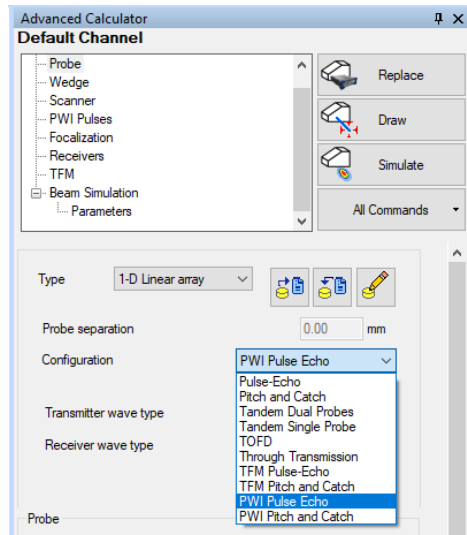 Advanced Calculator
Default Channel
Probe
Wedge
Scanner
PWI Pulses
Focalization
Receivers
TFM
Beam Simulation
Parameters
Replace
Draw
Simulate
All Commands
Type 1-D Linear array
Probe separation 0.00 mm
Configuration PWI Pulse Echo
Pulse-Echo
Pitch and Catch
Transmitter wave type
Tandem Dual Probes
Tandem Single Probe
Receiver wave type
TOFD
Through Transmission
TFM Pulse-Echo
TFM Pitch and Catch
PWI Pulse Echo
PWI Pitch and Catch
Probe